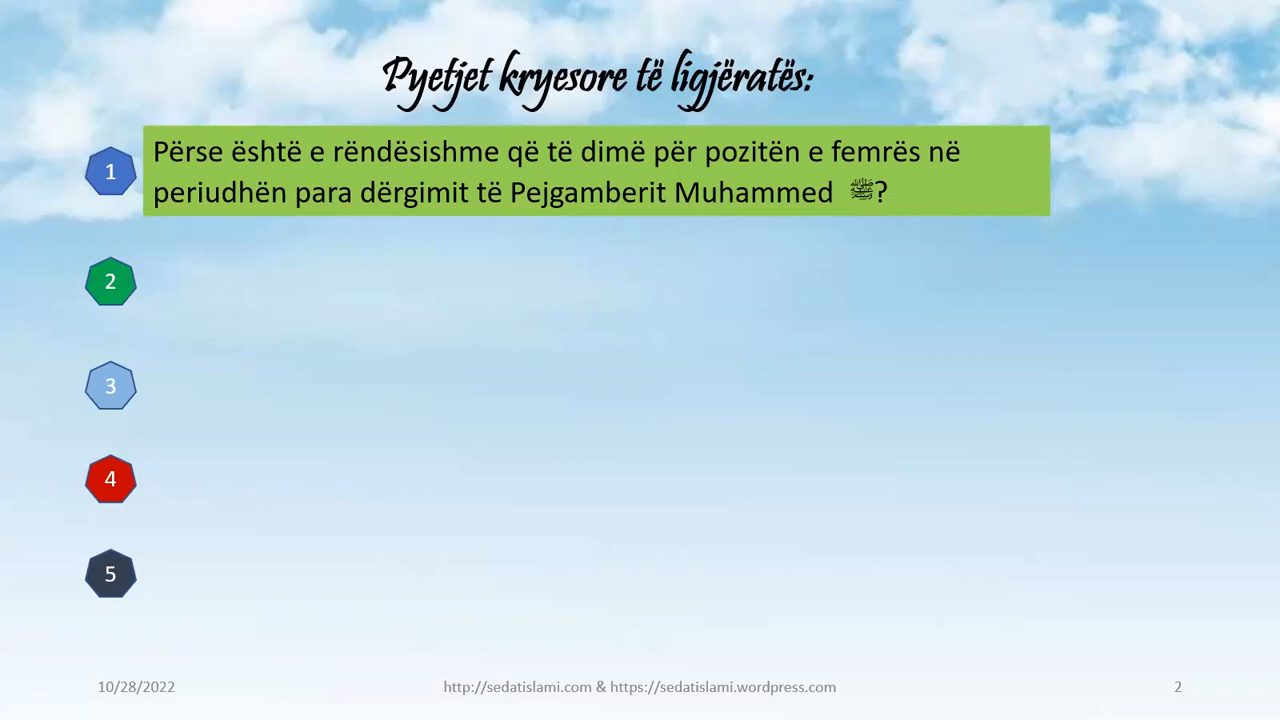 Pyetjet kryesore të ligjëratës:
1
Përse është e rëndësishme që të dimë për pozitën e femrës në
periudhën para dërgimit të Pejgamberit Muhammed ﷺ?
2
3
4
5
10/28/2022
http://sedatislami.com & https://sedatislami.wordpress.com
2